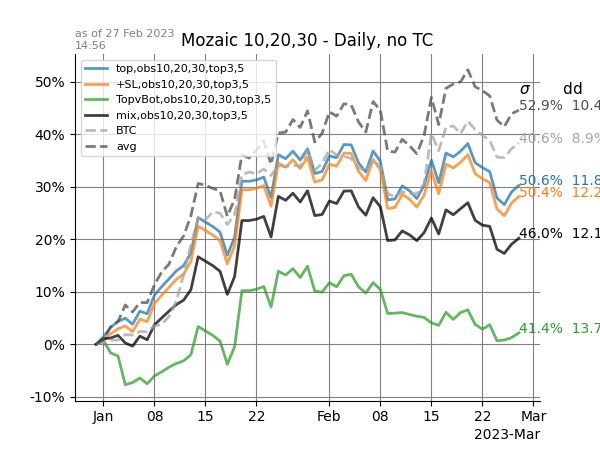 as of 27 Feb 2023
14:56
Mozaic 10,20,30 - Daily, no TC
top,obs10,20,30,top3,5
+SL,obs10,20,30,top3,5
TopvBot,obs10,20,30,top3,5
mix,obs10,20,30,top3,5
BTC
avg
50%
40%
30%
20%
10%
0%
-10%
σ dd
52.9% 10.4
40.6% 8.9%
50.6% 11.8
50.4% 12.2
46.0% 12.1
41.4% 13.7
Jan 08 15 22 Feb 08 15 22 Mar
2023-Mar